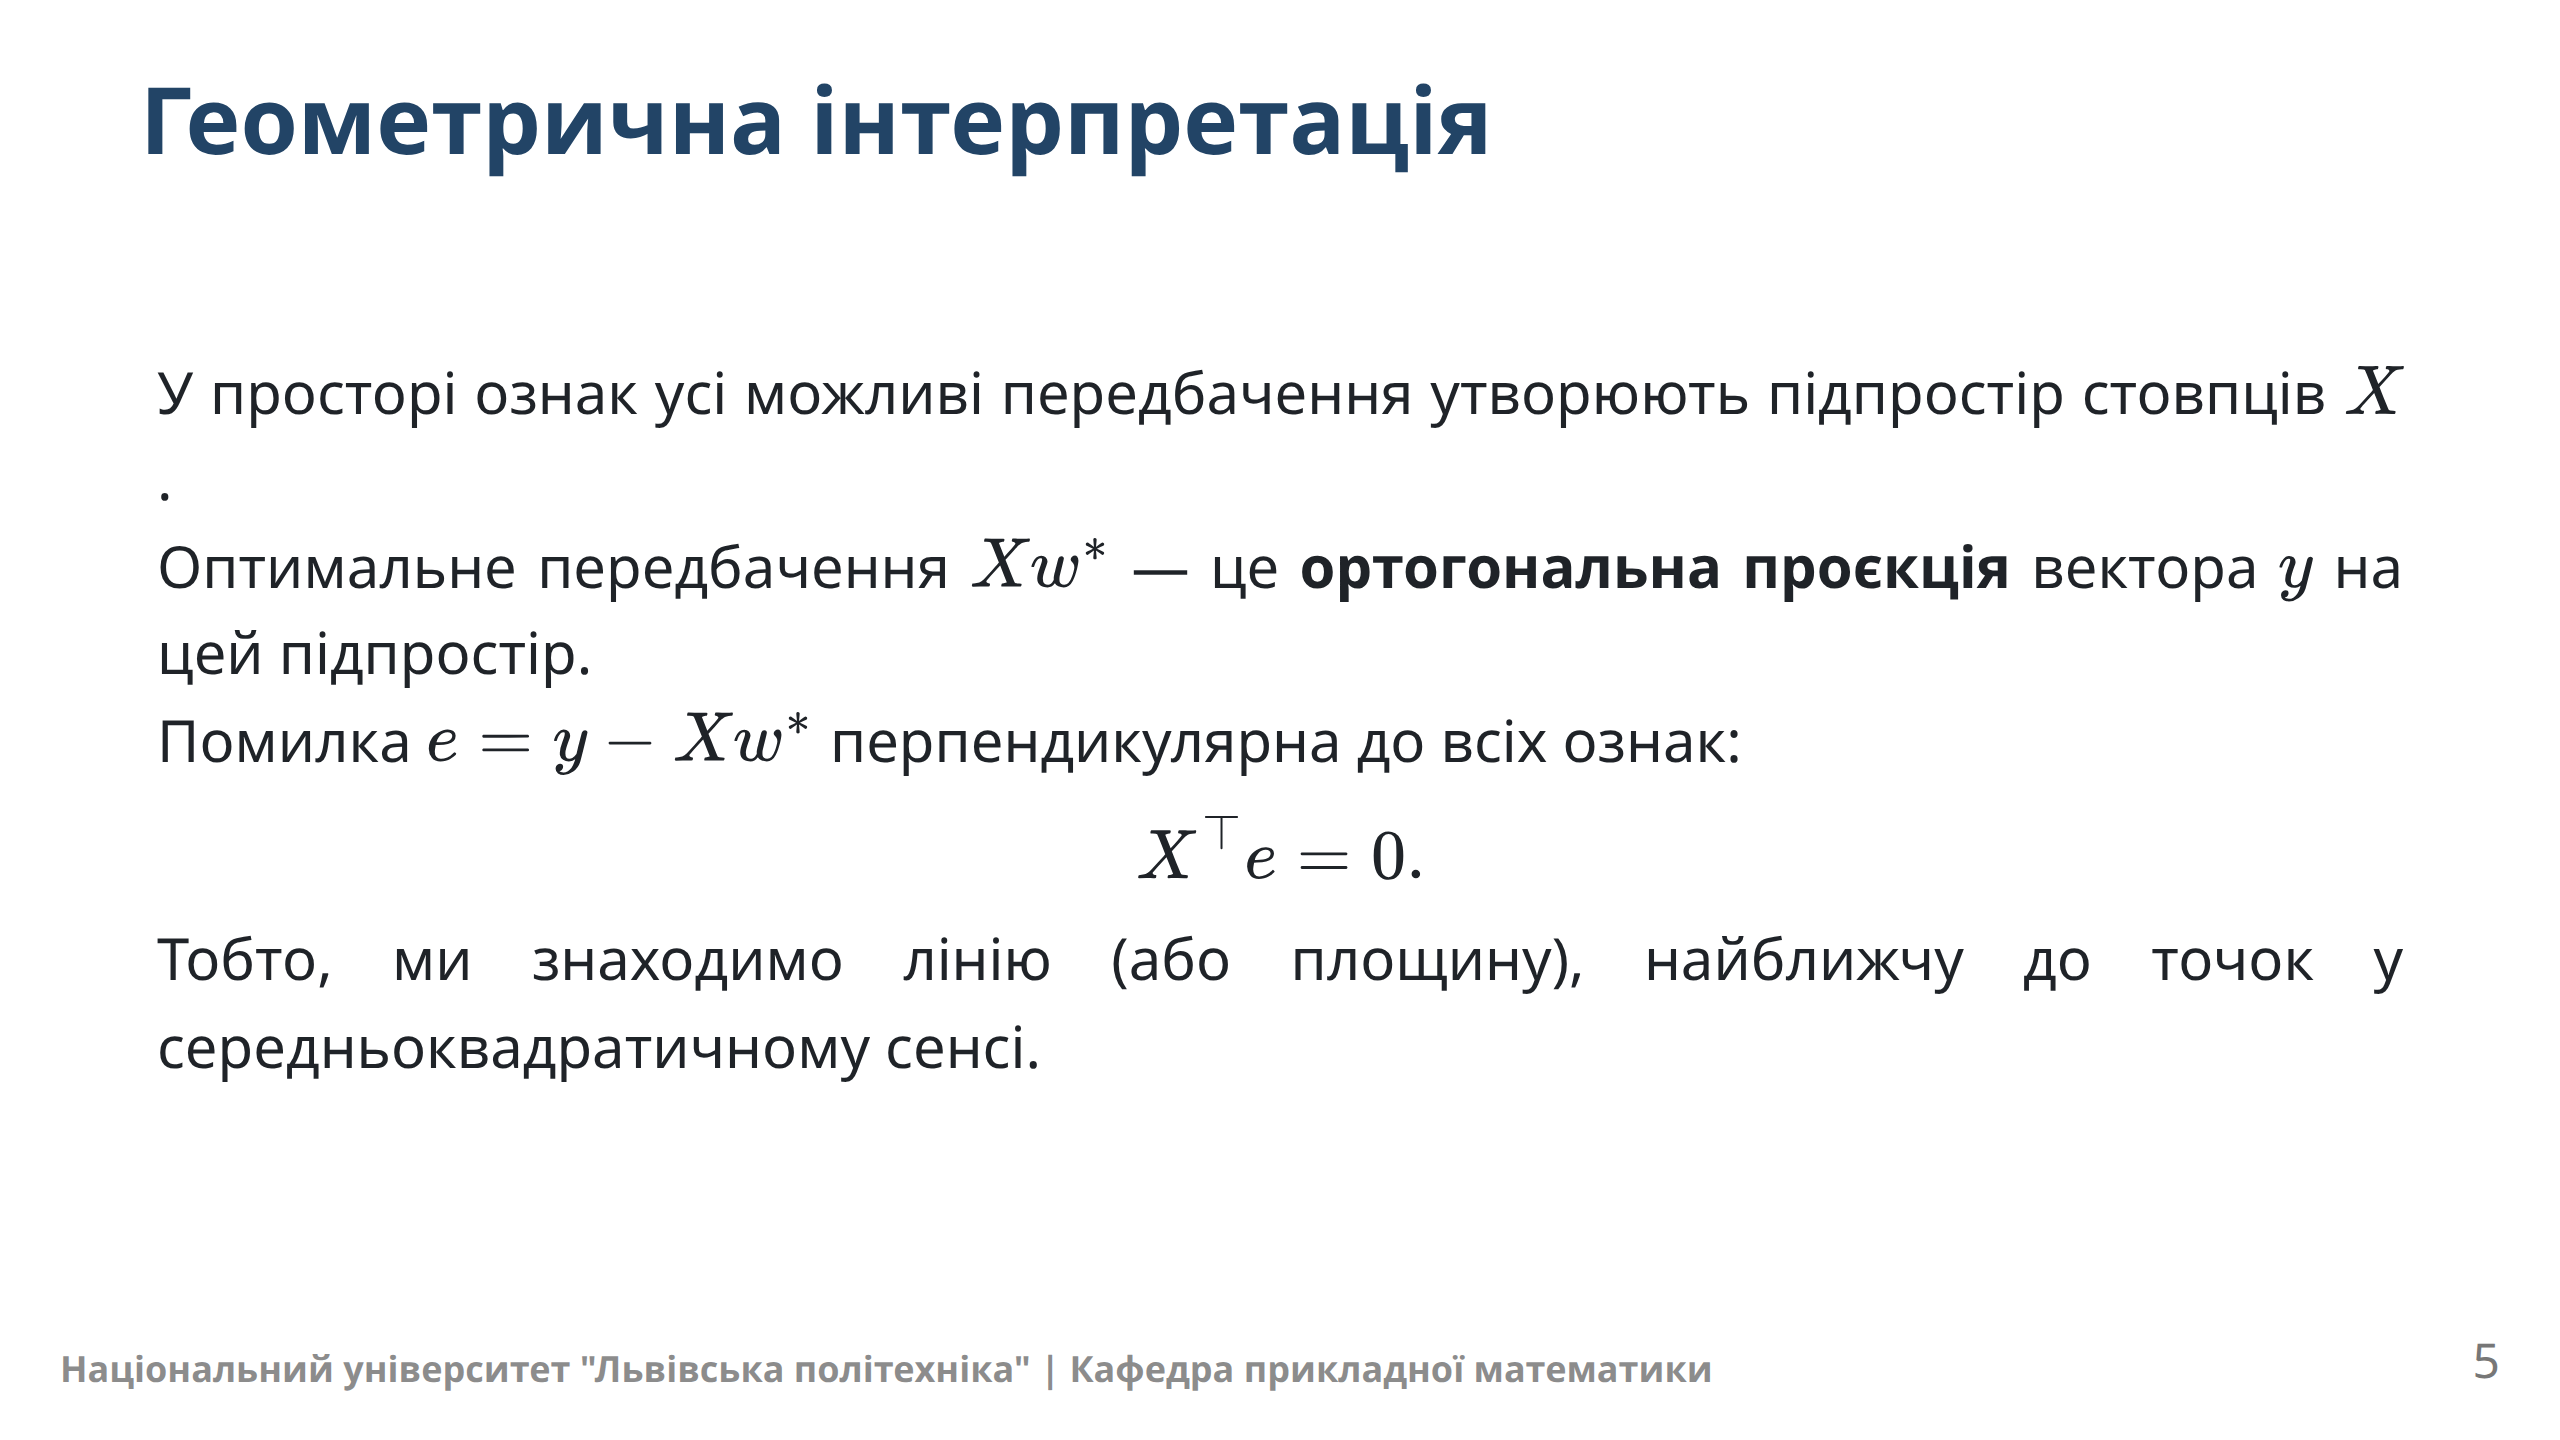 Геометрична інтерпретація
У просторі ознак усі можливі передбачення утворюють підпростір стовпців X
.
Оптимальне передбачення Xw* — це ортогональна проєкція вектора y на
цей підпростір.
Помилка e = y − Xw* перпендикулярна до всіх ознак:
X⊤e = 0.
Тобто, ми знаходимо лінію (або площину), найближчу до точок у
середньоквадратичному сенсі.
Національний університет "Львівська політехніка" | Кафедра прикладної математики
5